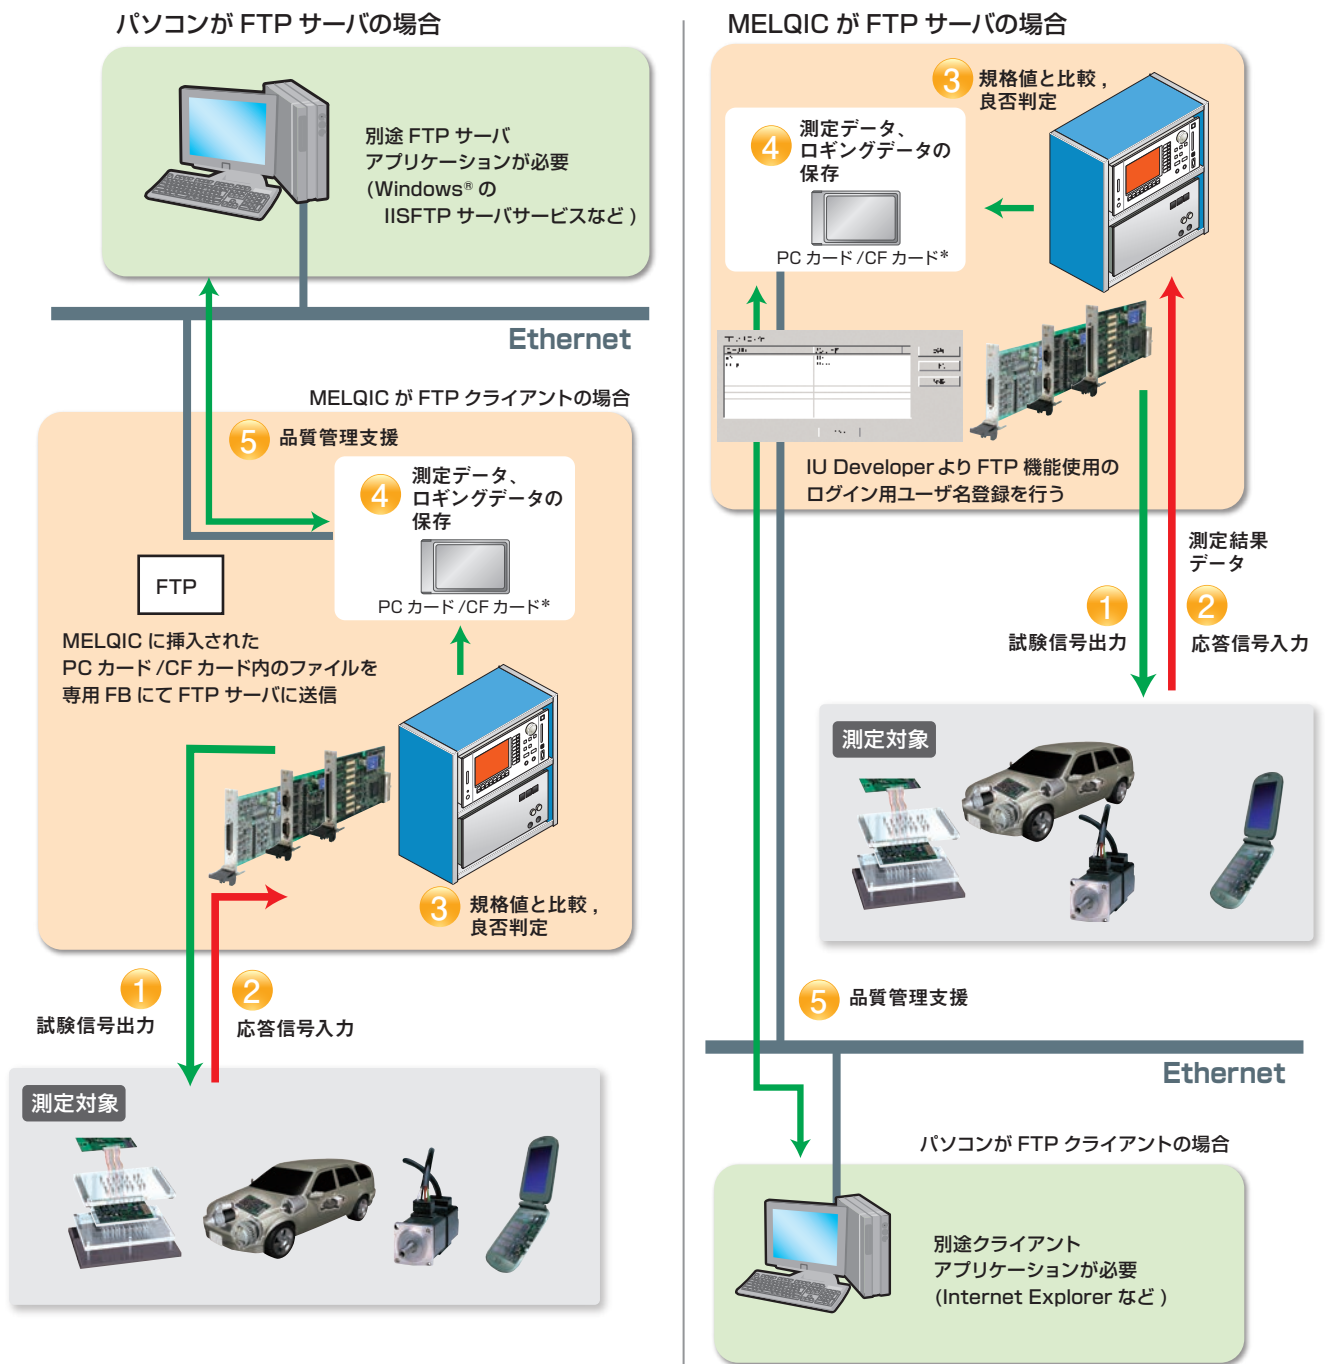 パソコンが FTP サーバの場合
別途 FTP サーバ
アプリケーションが必要
(Windows® の
IISFTP サーバサービスなど )
Ethernet
MELQIC が FTP クライアントの場合
5 品質管理支援
4 測定データ、
ロギングデータの
保存
PC カード /CF カード*
FTP
MELQIC に挿入された
PC カード /CF カード内のファイルを
専用 FB にて FTP サーバに送信
3 規格値と比較 ,
良否判定
1
試験信号出力
2
応答信号入力
測定対象
MELQIC が FTP サーバの場合
3 規格値と比較 ,
良否判定
4 測定データ、
ロギングデータの
保存
PC カード /CF カード*
IU Developer より FTP 機能使用の
ログイン用ユーザ名登録を行う
測定結果
データ
1
試験信号出力
2
応答信号入力
測定対象
5 品質管理支援
Ethernet
パソコンが FTP クライアントの場合
別途クライアント
アプリケーションが必要
(Internet Explorer など )